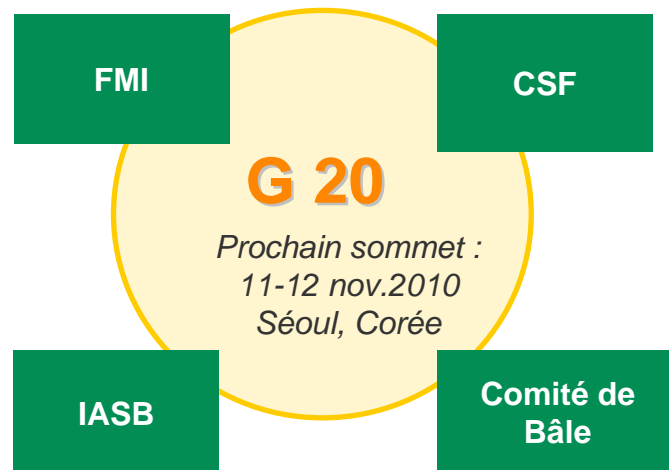 FMI
CSF
G 20
Prochain sommet :
11-12 nov.2010
Séoul, Corée
IASB
Comité de
Bâle